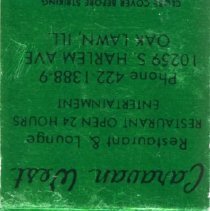 Caravan West
Restaurant & Lounge
RESTAURANT OPEN 24 HOURS
ENTERTAINMENT
Phone 422-1388-9
10259 S. HARLEM AVE
OAK LAWN, ILL
CLOSE COVER BEFORE STRIKING